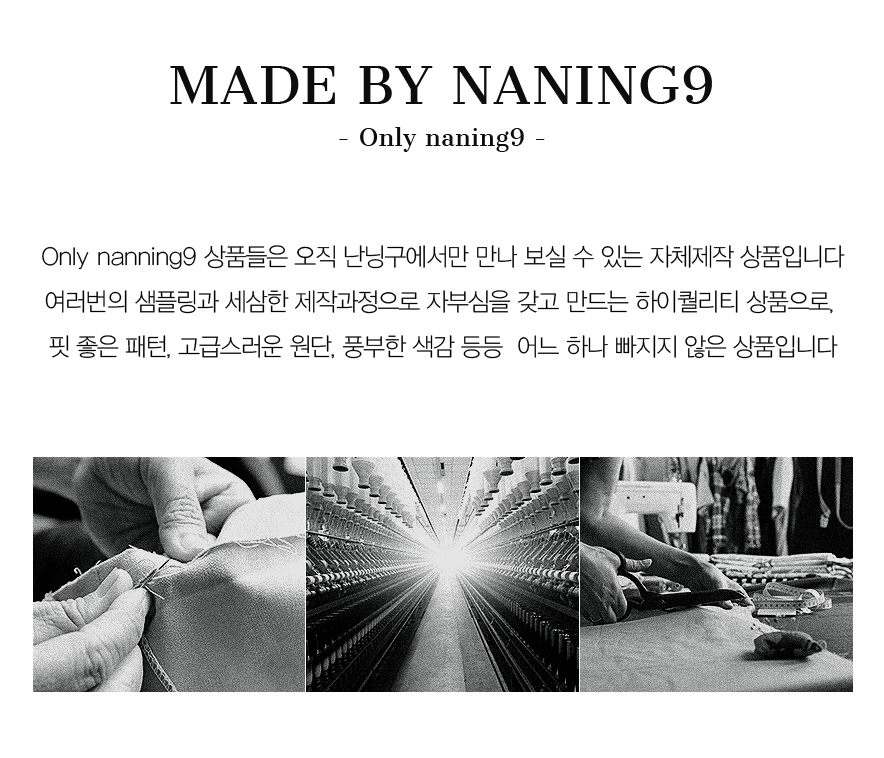 MADE BY NANING9
- Only naning9 -
Only nanning9 상품들은 오직 난닝구에서만 만나 보실 수 있는 자체제작 상품입니다
여러번의 샘플링과 세삼한 제작과정으로 자부심을 갖고 만드는 하이퀄리티 상품으로,
핏 좋은 패턴, 고급스러운 원단, 풍부한 색감 등등 어느 하나 빠지지 않은 상품입니다